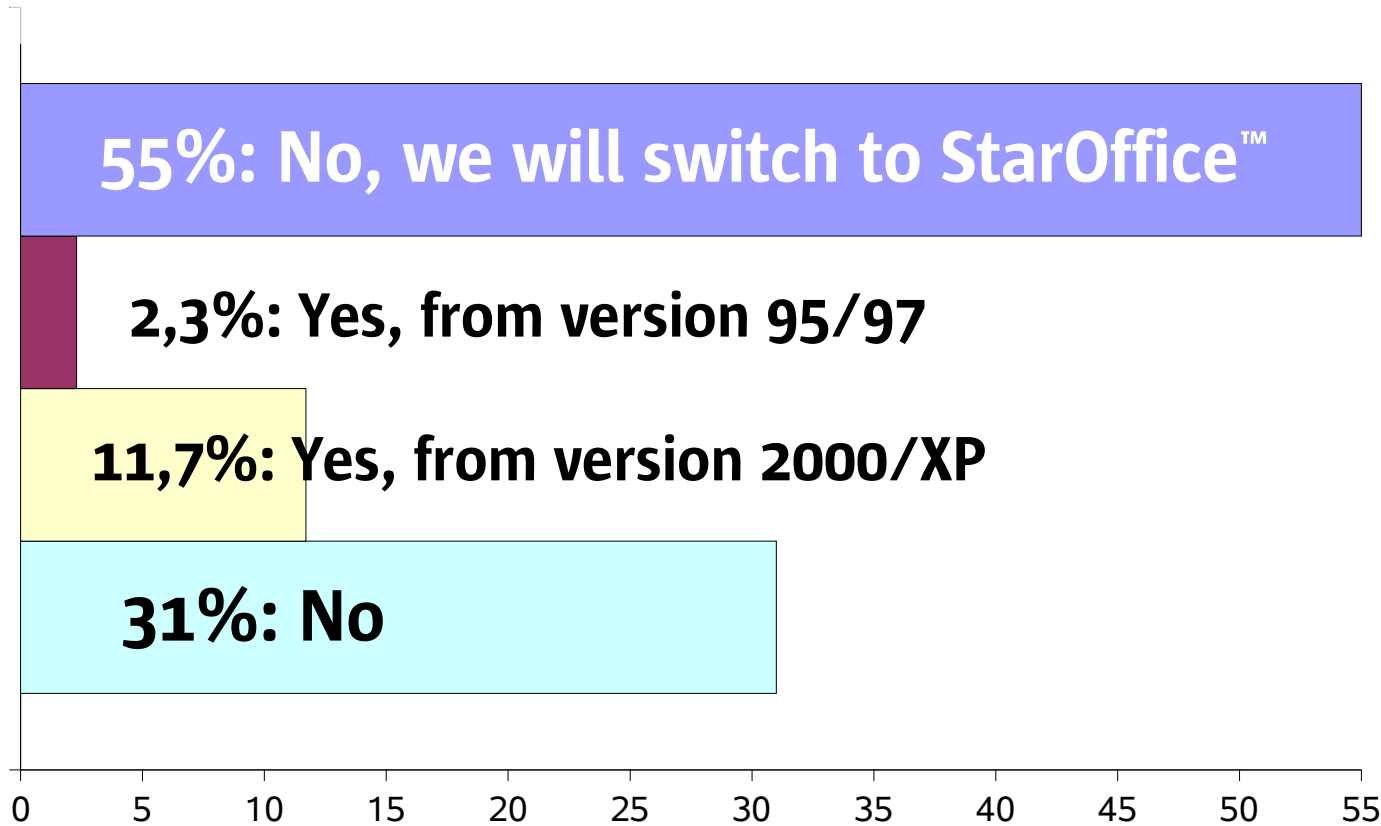 55%: No, we will switch to StarOffice™
2,3%: Yes, from version 95/97
11,7%: Yes, from version 2000/XP
31%: No
0 5 10 15 20 25 30 35 40 45 50 55